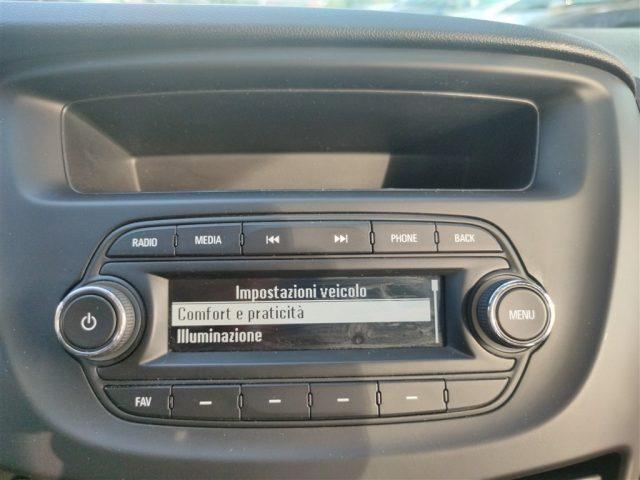 RADIO MEDIA PHONE BACK
Impostazioni veicolo
Comfort e praticità
Illuminazione
MENU
FAV